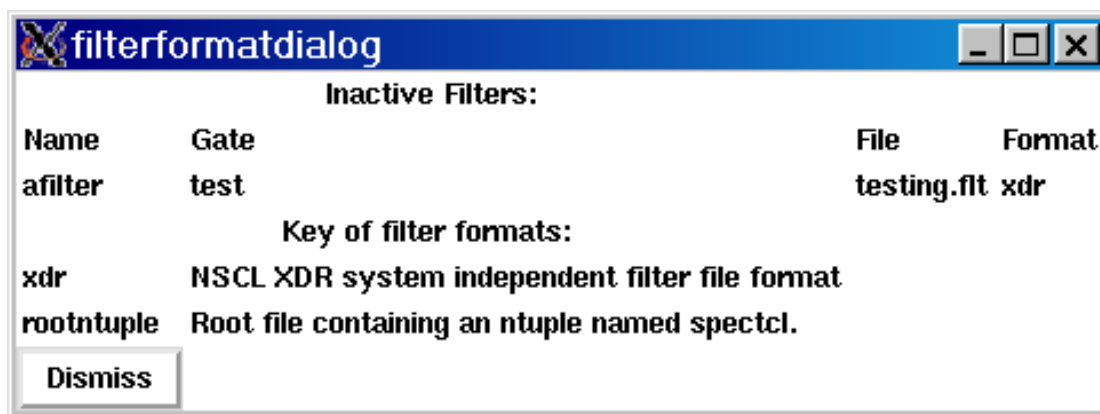 filterformatdialog
Inactive Filters:
Name Gate File Format
afilter test testing.flt xdr
Key of filter formats:
xdr NSCL XDR system independent filter file format
rootntuple Root file containing an ntuple named spectcl.
Dismiss